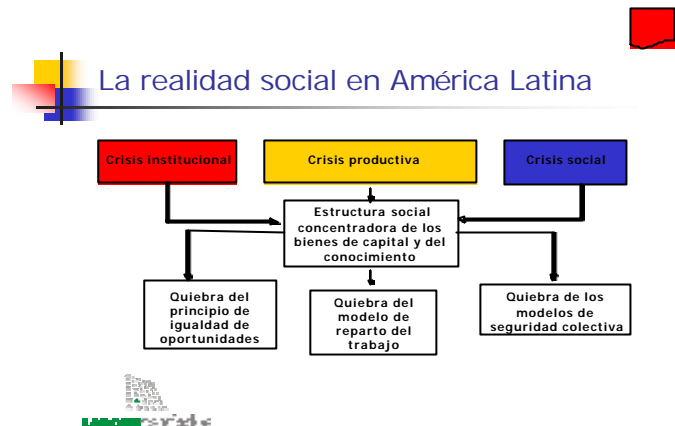 La realidad social en América Latina
Crisis institucional
Crisis productiva
Crisis social
Estructura social
concentradora de los
bienes de capital y del
conocimiento
Quiebra del
principio de
igualdad de
oportunidades
Quiebra del
modelo de
reparto del
trabajo
Quiebra de los
modelos de
seguridad colectiva